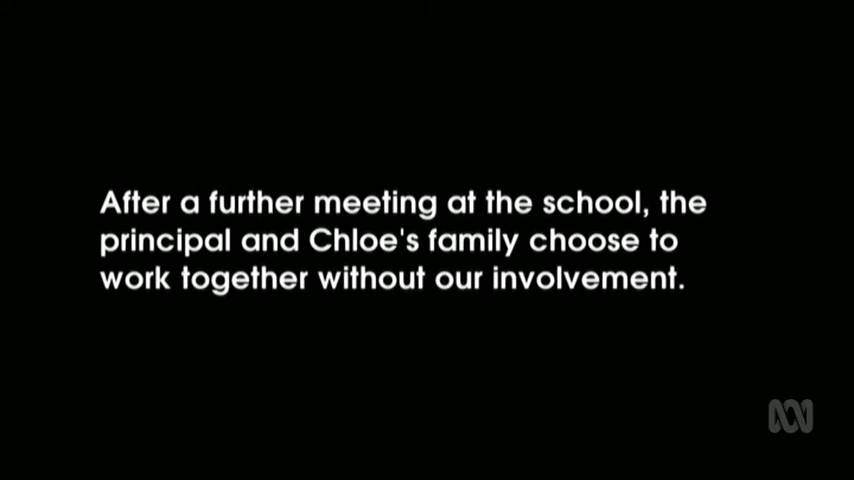 After a further meeting at the school, the
principal and Chloe's family choose to
work together without our involvement.